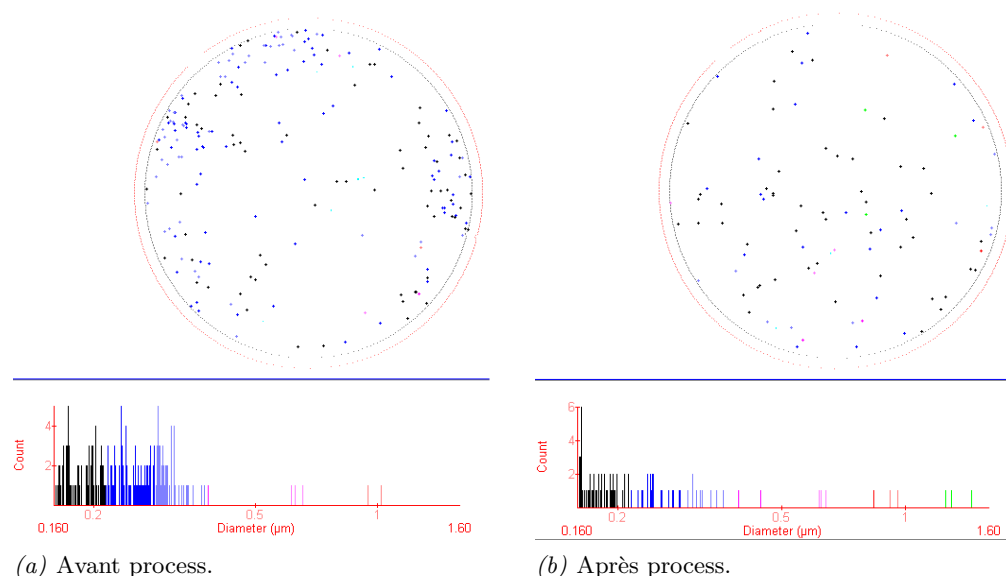 4
2
Count
0.2
0.5
1
0.160
Diameter (µm)
1.60
(a) Avant process.
6
4
2
Count
0.2
0.5
1
0.160
Diameter (µm)
1.60
(b) Après process.